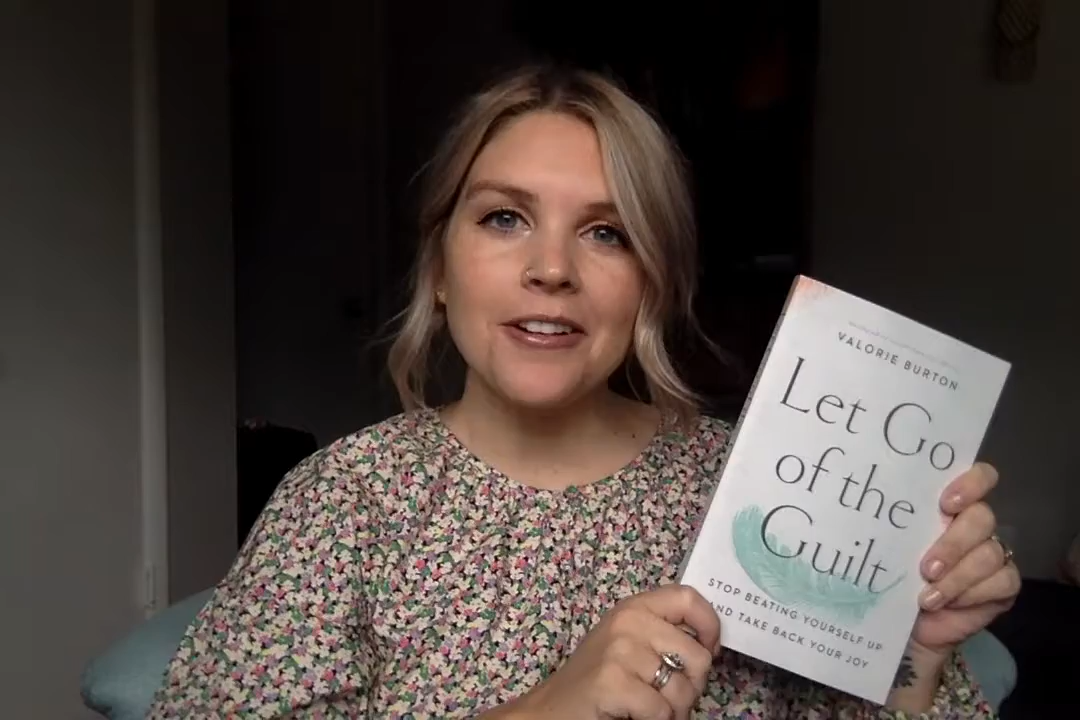 VALORIE BURTON
Let Go
of the
Guilt
STOP BEATING YOURSELF UP
AND TAKE BACK YOUR JOY